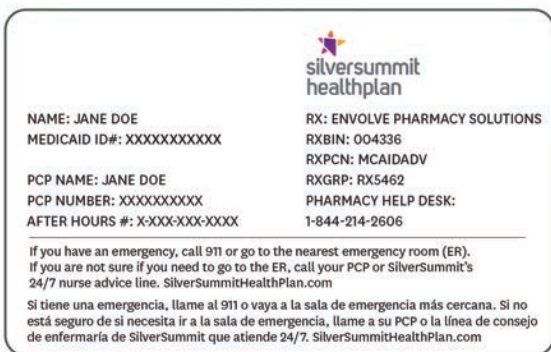 silversummit
healthplan
NAME: JANE DOE
MEDICAID ID#: XXXXXXXXXXX
PCP NAME: JANE DOE
PCP NUMBER: XXXXXXXXXX
AFTER HOURS #: X-XXX-XXX-XXXX
RX: ENVOLVE PHARMACY SOLUTIONS
RXBIN: 004336
RXPCN: MCAIDADV
RXGRP: RX5462
PHARMACY HELP DESK:
1-844-214-2606
If you have an emergency, call 911 or go to the nearest emergency room (ER).
If you are not sure if you need to go to the ER, call your PCP or SilverSummit's
24/7 nurse advice line. SilverSummitHealthPlan.com
Si tiene una emergencia, llame al 911 o vaya a la sala de emergencia más cercana. Si no
está seguro de si necesita ir a la sala de emergencia, llame a su PCP o la línea de consejo
de enfermaría de SilverSummit que atiende 24/7. SilverSummitHealthPlan.com